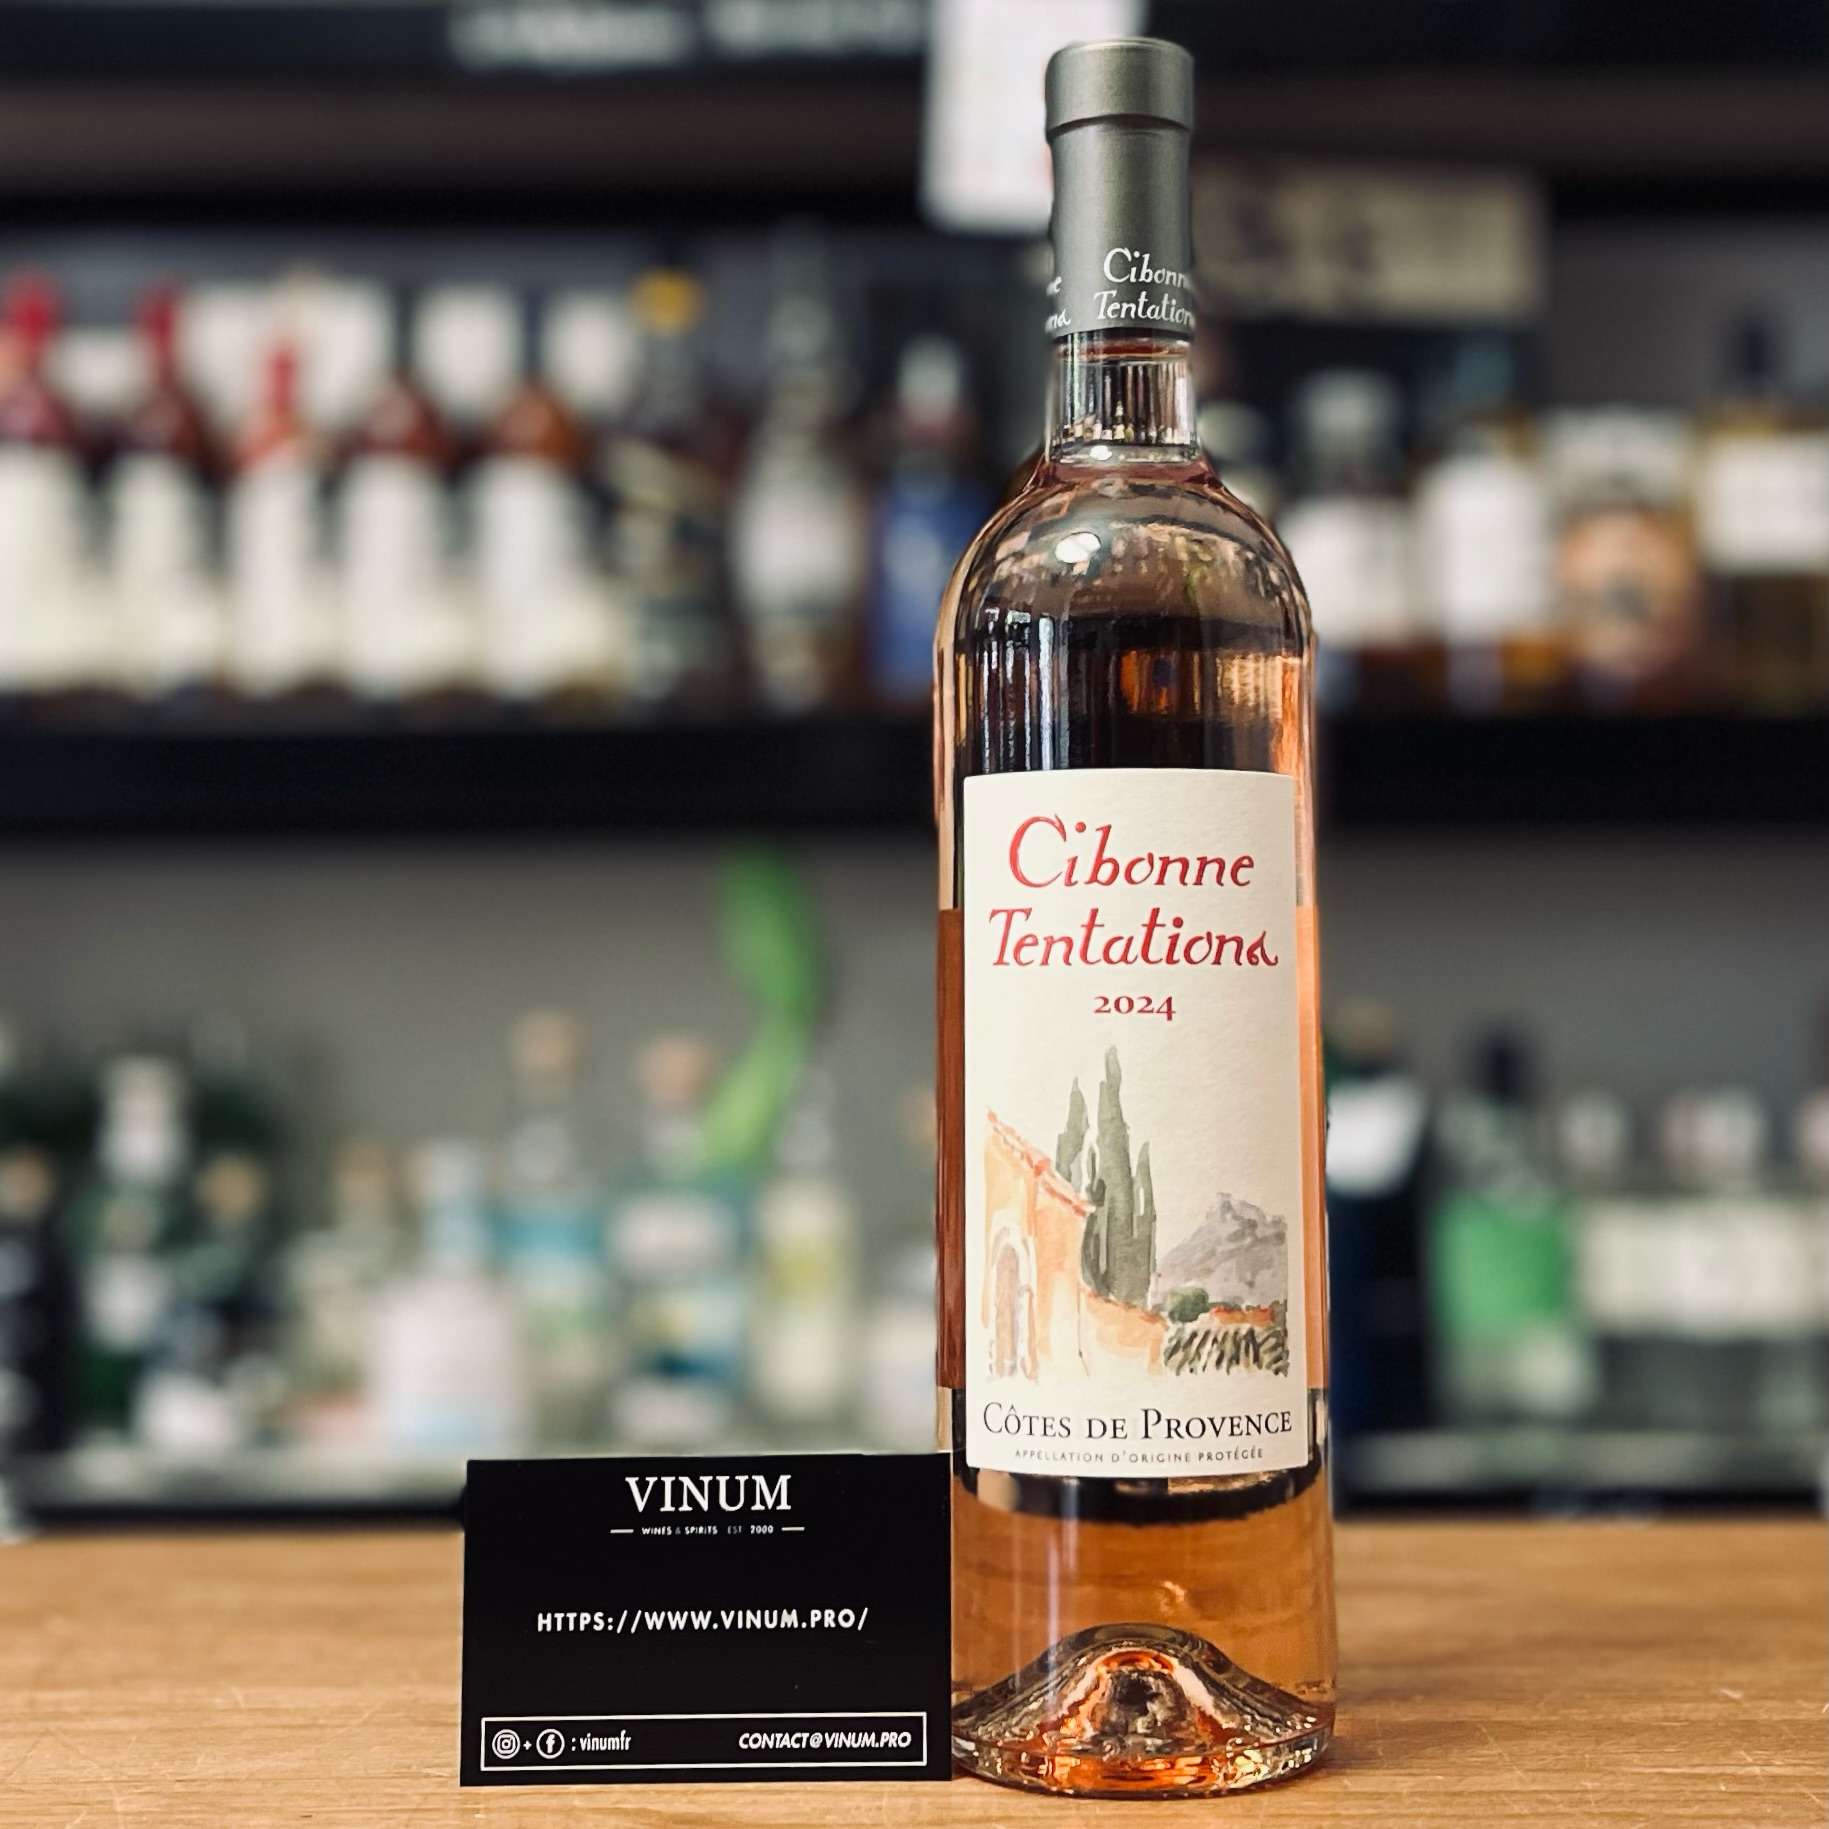 Cibonne
Tentations
Cibonne
Tentations
2024
CÔTES DE PROVENCE
APPELLATION D'ORIGINE PROTÉGÉE
VINUM
WINES & SPIRITS EST 2000
HTTPS://WWW.VINUM.PRO/
+ : vinumfr
CONTACT@VINUM.PRO